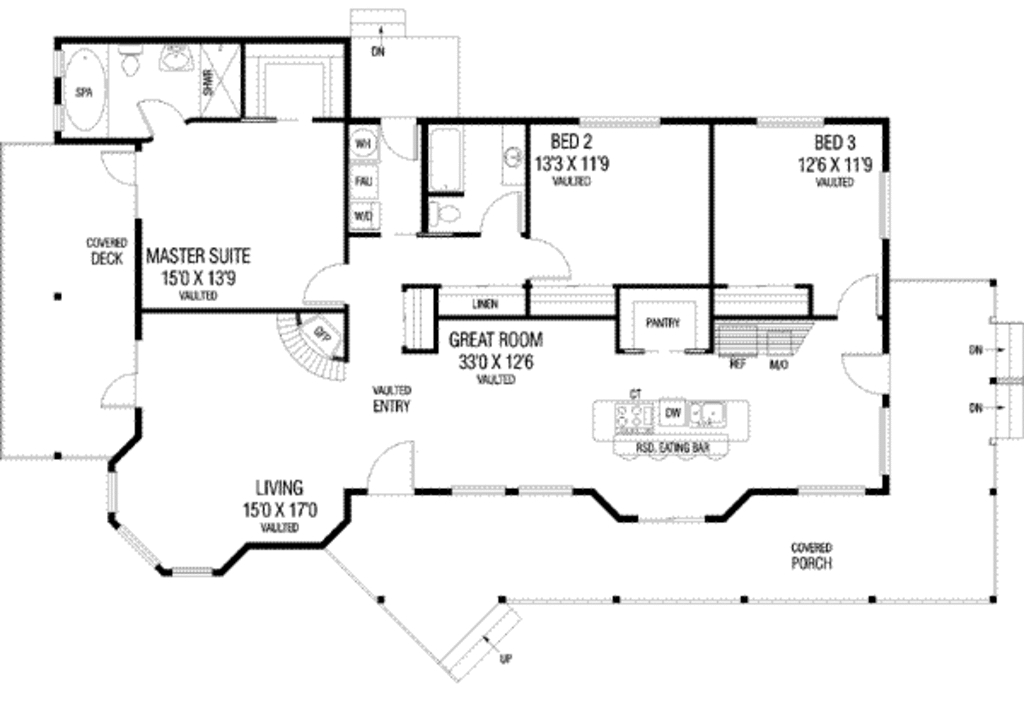 DN
SPA
SHWR
WH
FAU
W/D
BED 2
13'3 X 11'9
VAULTED
BED 3
12'6 X 11'9
VAULTED
COVERED
DECK
MASTER SUITE
15'0 X 13'9
VAULTED
LINEN
PANTRY
GFP
GREAT ROOM
33'0 X 12'6
VAULTED
REF
M/O
DN
DN
VAULTED
ENTRY
CT
DW
RSD. EATING BAR
LIVING
15'0 X 17'0
VAULTED
COVERED
PORCH
UP